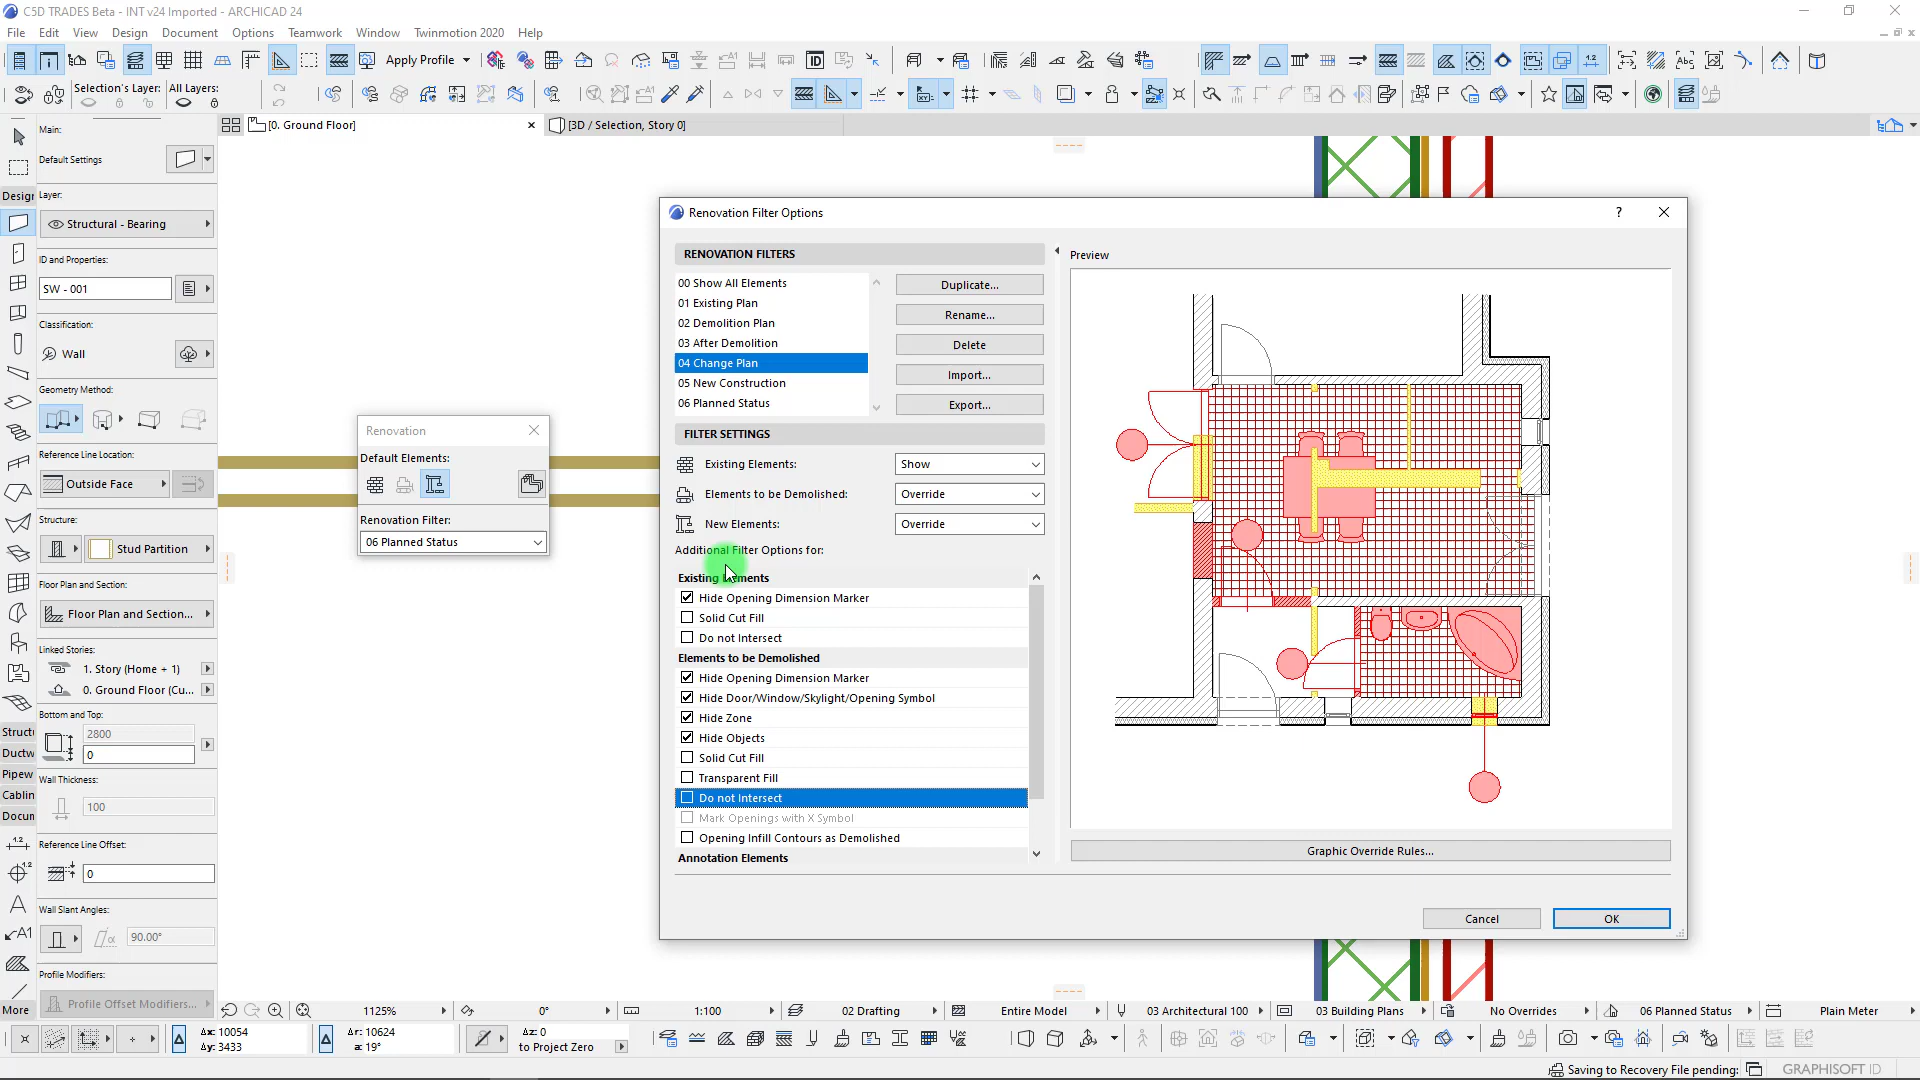 C5D TRADES Beta - INT v24 Imported - ARCHICAD 24
File Edit View Design Document Options Teamwork Window Twinmotion 2020 Help
Apply Profile
Selection's Layer: All Layers:
[0. Ground Floor]
[3D / Selection, Story 0]
Main:
Default Settings
Design
Layer:
Structural - Bearing
ID and Properties:
SW - 001
Classification:
Wall
Geometry Method:
Reference Line Location:
Outside Face
Structure:
Stud Partition
Floor Plan and Section:
Floor Plan and Section...
Linked Stories:
1. Story (Home + 1)
0. Ground Floor (Cu...
Bottom and Top:
2800
0
Wall Thickness:
100
Reference Line Offset:
0
Wall Slant Angles:
90.00°
Profile Modifiers:
Profile Offset Modifiers...
Struct
Ductw
Pipew
Cablin
Docum
More
Renovation
Default Elements:
Renovation Filter:
06 Planned Status
Renovation Filter Options
RENOVATION FILTERS
00 Show All Elements
01 Existing Plan
02 Demolition Plan
03 After Demolition
04 Change Plan
05 New Construction
06 Planned Status
Duplicate...
Rename...
Delete
Import...
Export...
FILTER SETTINGS
Existing Elements: Show
Elements to be Demolished: Override
New Elements: Override
Additional Filter Options for:
Existing Elements
Hide Opening Dimension Marker
Solid Cut Fill
Do not Intersect
Elements to be Demolished
Hide Opening Dimension Marker
Hide Door/Window/Skylight/Opening Symbol
Hide Zone
Hide Objects
Solid Cut Fill
Transparent Fill
Do not Intersect
Mark Openings with X Symbol
Opening Infill Contours as Demolished
Annotation Elements
Preview
Graphic Override Rules...
Cancel
OK
1125% 0° 1:100 02 Drafting Entire Model 03 Architectural 100 03 Building Plans No Overrides 06 Planned Status Plain Meter
Δx: 10054 Δr: 10624 Δz: 0
Δy: 3433 a: 19° to Project Zero
Saving to Recovery File pending:
GRAPHISOFT ID